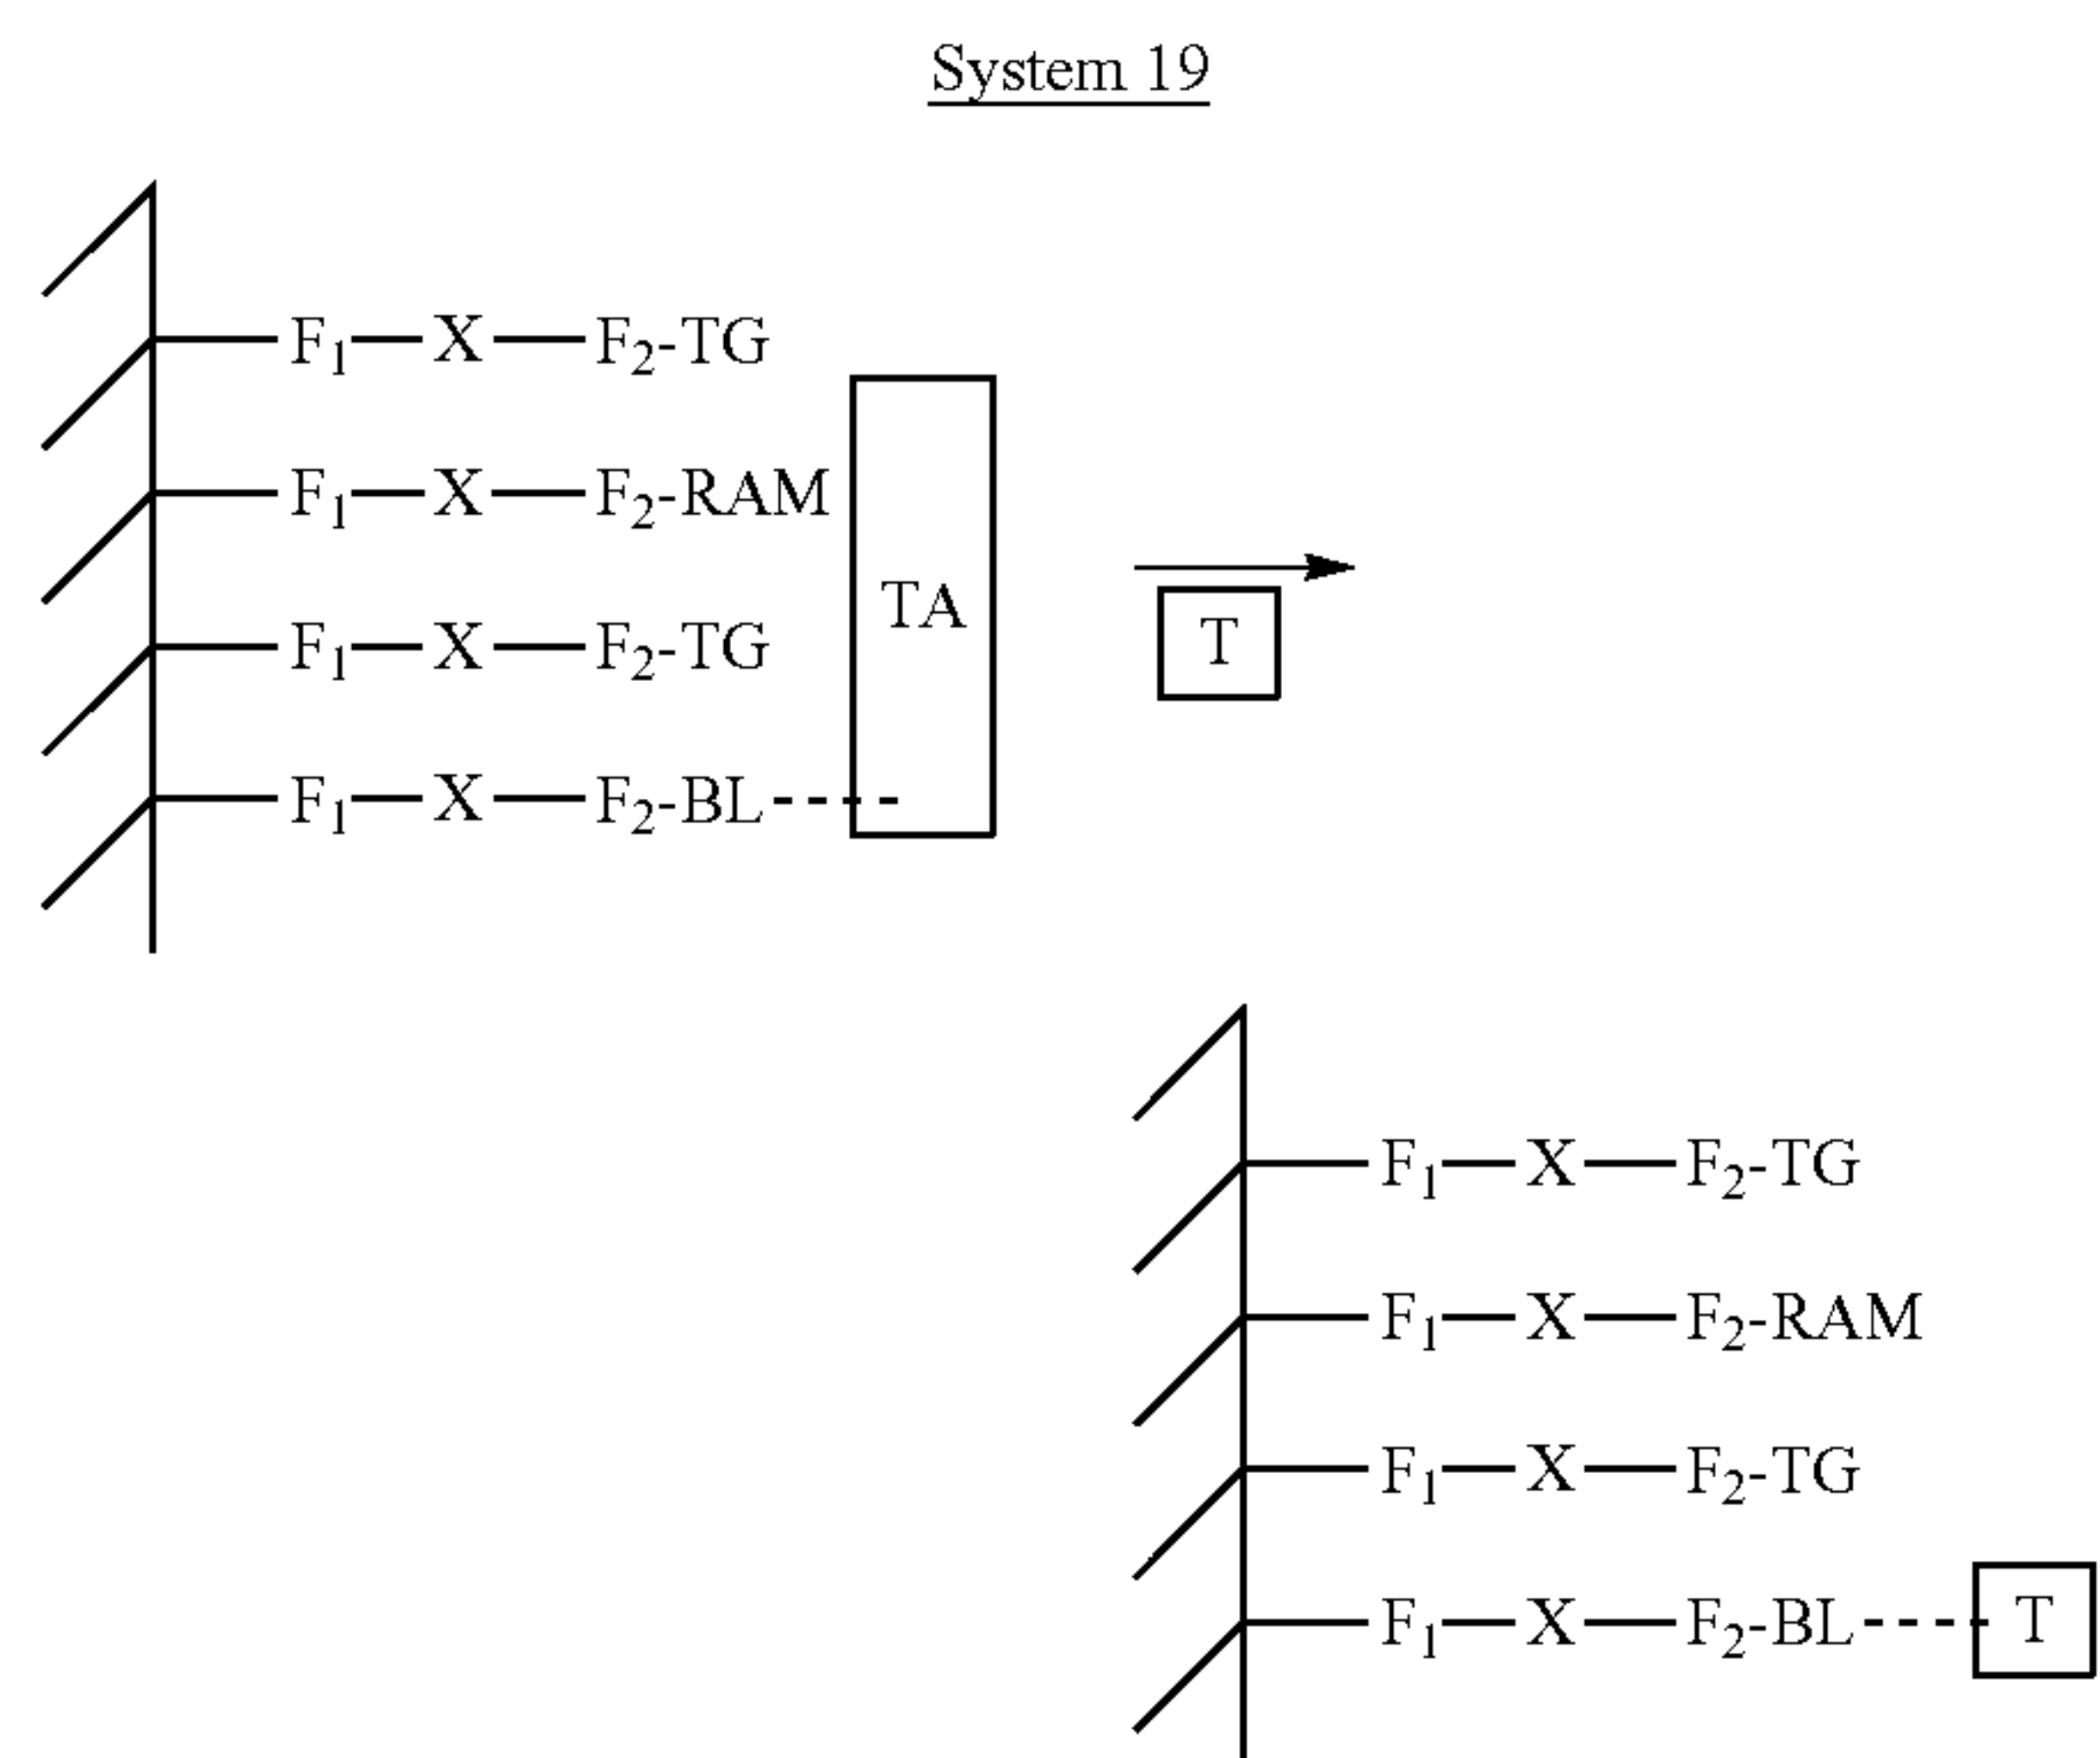 System 19
F₁—X—F₂-TG
F₁—X—F₂-RAM
TA
T
F₁—X—F₂-TG
F₁—X—F₂-BL
F₁—X—F₂-TG
F₁—X—F₂-RAM
F₁—X—F₂-TG
F₁—X—F₂-BL T